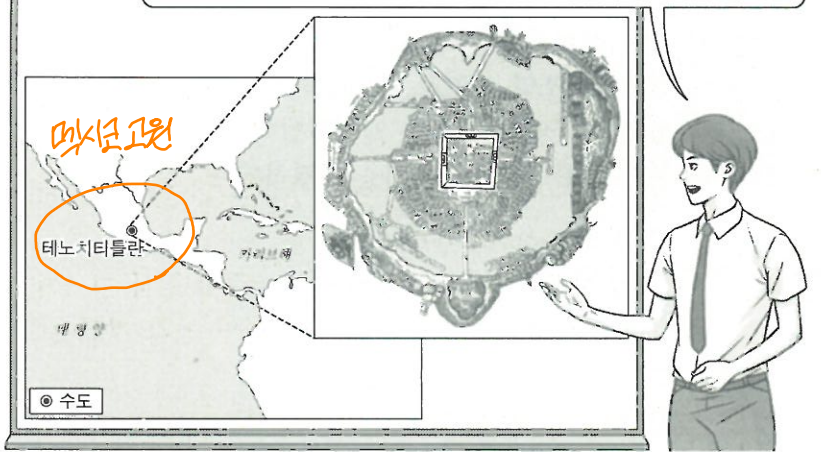 멕시코 고원
테노치티틀란
카리브해
태평양
◉ 수도